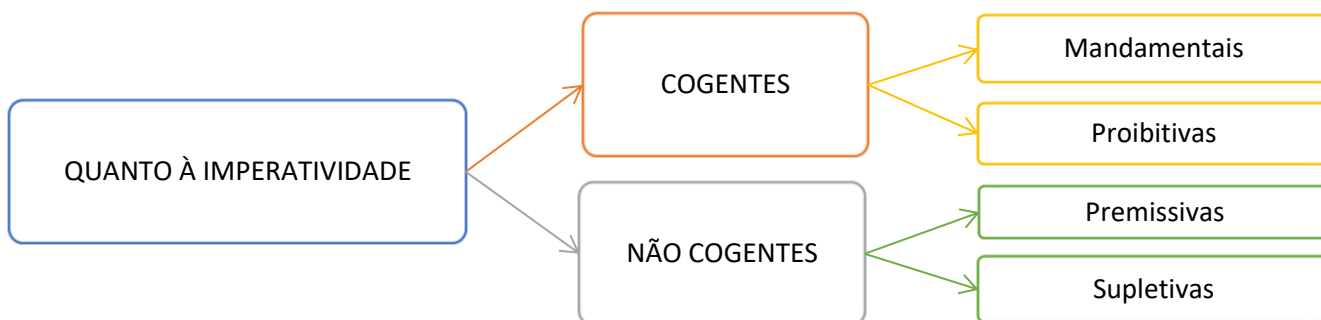 QUANTO À IMPERATIVIDADE
COGENTES
Mandamentais
Proibitivas
NÃO COGENTES
Premissivas
Supletivas